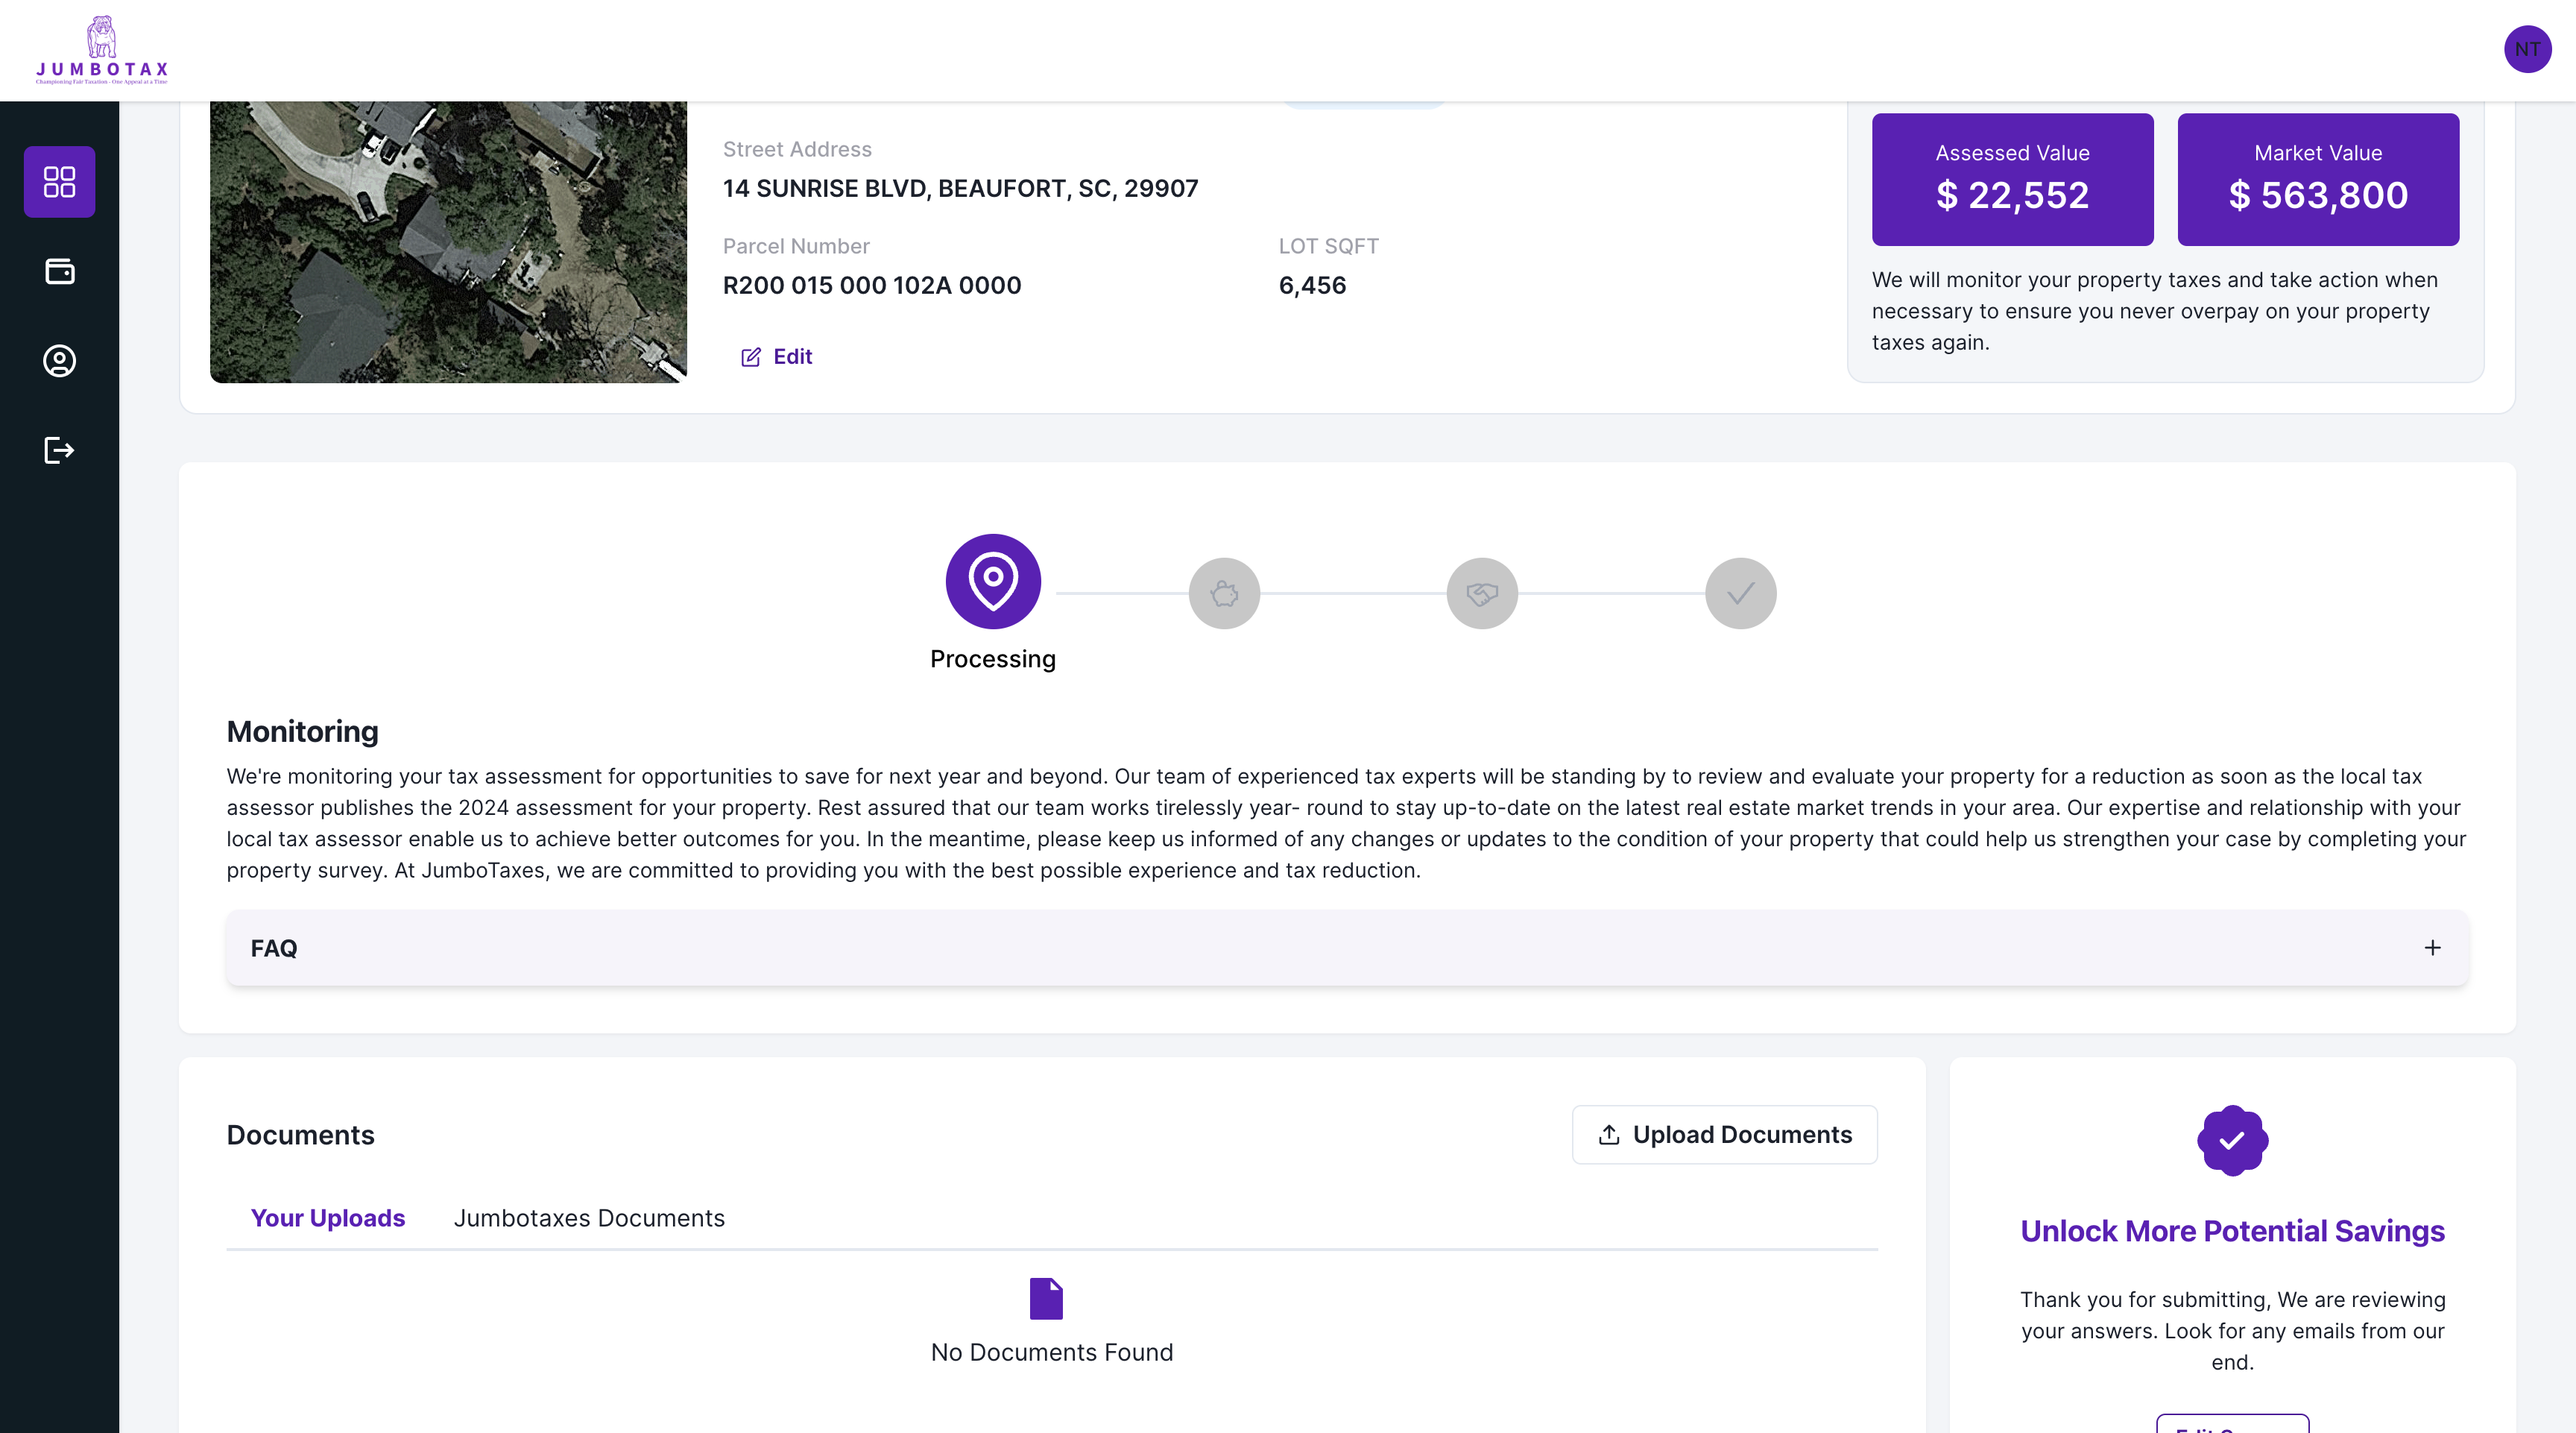 JUMBOTAX
Championing Fair Taxation - One Appeal at a Time
NT
Street Address
14 SUNRISE BLVD, BEAUFORT, SC, 29907
Parcel Number
R200 015 000 102A 0000
LOT SQFT
6,456
Edit
Assessed Value
$ 22,552
Market Value
$ 563,800
We will monitor your property taxes and take action when
necessary to ensure you never overpay on your property
taxes again.
Processing
Monitoring
We're monitoring your tax assessment for opportunities to save for next year and beyond. Our team of experienced tax experts will be standing by to review and evaluate your property for a reduction as soon as the local tax
assessor publishes the 2024 assessment for your property. Rest assured that our team works tirelessly year- round to stay up-to-date on the latest real estate market trends in your area. Our expertise and relationship with your
local tax assessor enable us to achieve better outcomes for you. In the meantime, please keep us informed of any changes or updates to the condition of your property that could help us strengthen your case by completing your
property survey. At JumboTaxes, we are committed to providing you with the best possible experience and tax reduction.
FAQ
Documents
Upload Documents
Your Uploads
Jumbotaxes Documents
No Documents Found
Unlock More Potential Savings
Thank you for submitting, We are reviewing
your answers. Look for any emails from our
end.